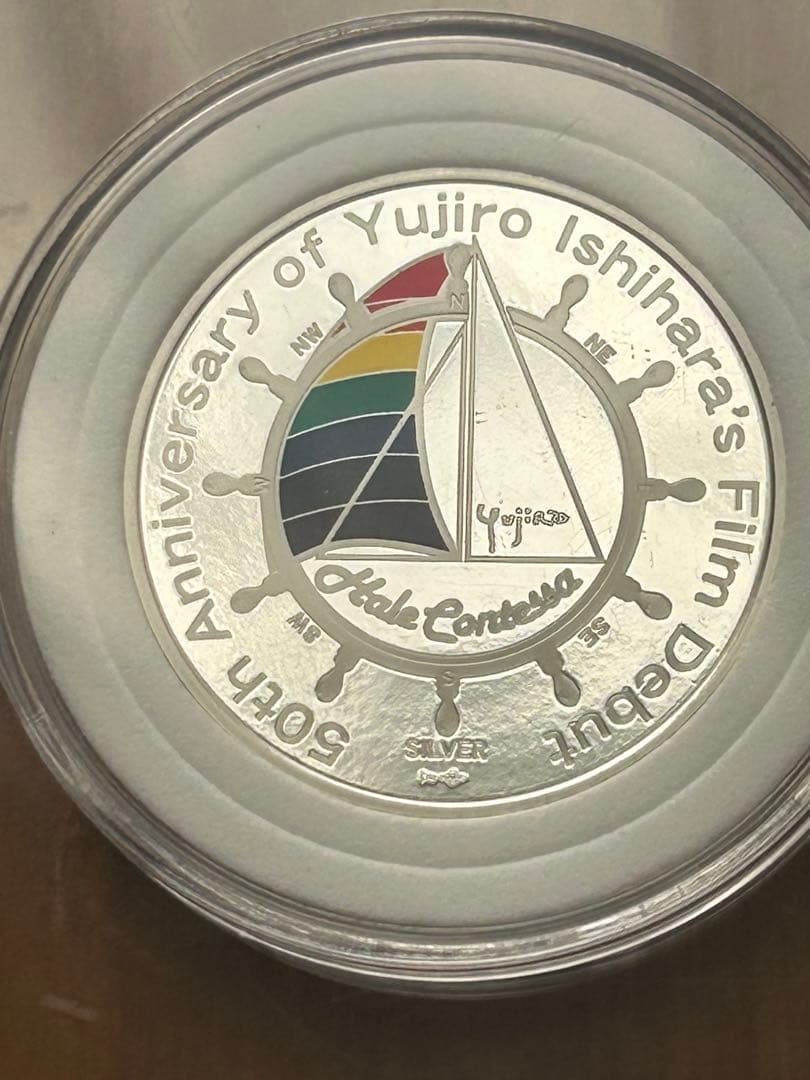 50th Anniversary of Yujiro Ishihara's Film Debut
N
NW
NE
W
Yujiro
Hale Contessa
SW
SE
S
SILVER